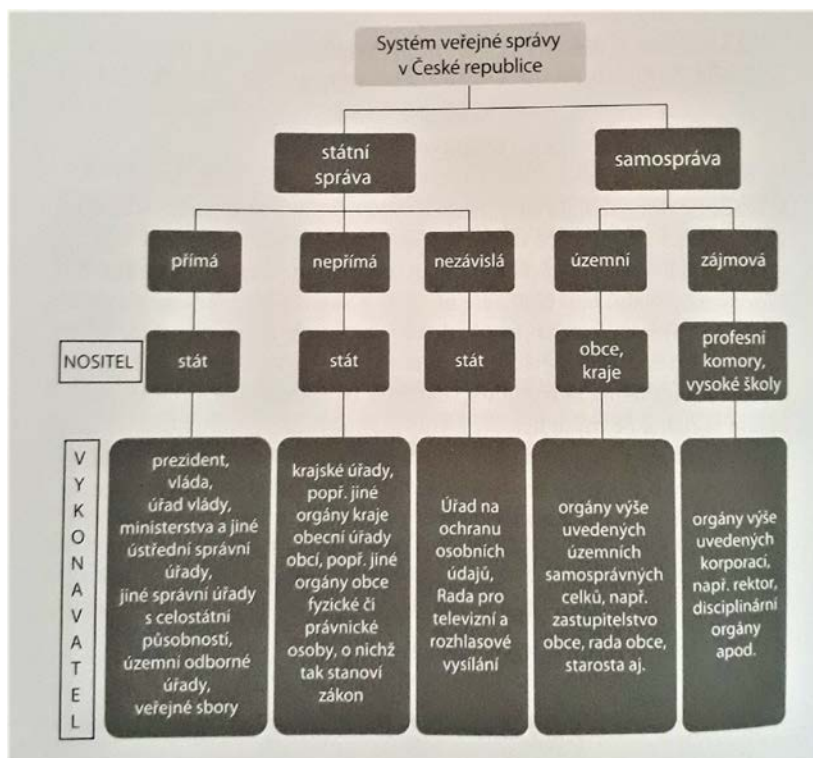 Systém veřejné správy
v České republice
státní
správa
samospráva
přímá
nepřímá
nezávislá
územní
zájmová
NOSITEL
stát
stát
stát
obce,
kraje
profesní
komory,
vysoké školy
VYKONAVATEL
prezident,
vláda,
úřad vlády,
ministerstva a jiné
ústřední správní
úřady,
jiné správní úřady
s celostátní
působností,
územní odborné
úřady,
veřejné sbory
krajské úřady,
popř. jiné
orgány kraje
obecní úřady
obcí, popř. jiné
orgány obce
fyzické či
právnické
osoby, o nichž
tak stanoví
zákon
Úřad na
ochranu
osobních
údajů,
Rada pro
televizní a
rozhlasové
vysílání
orgány výše
uvedených
územních
samosprávných
celků, např.
zastupitelstvo
obce, rada obce,
starosta aj.
orgány výše
uvedených
korporací,
např. rektor,
disciplinární
orgány
apod.